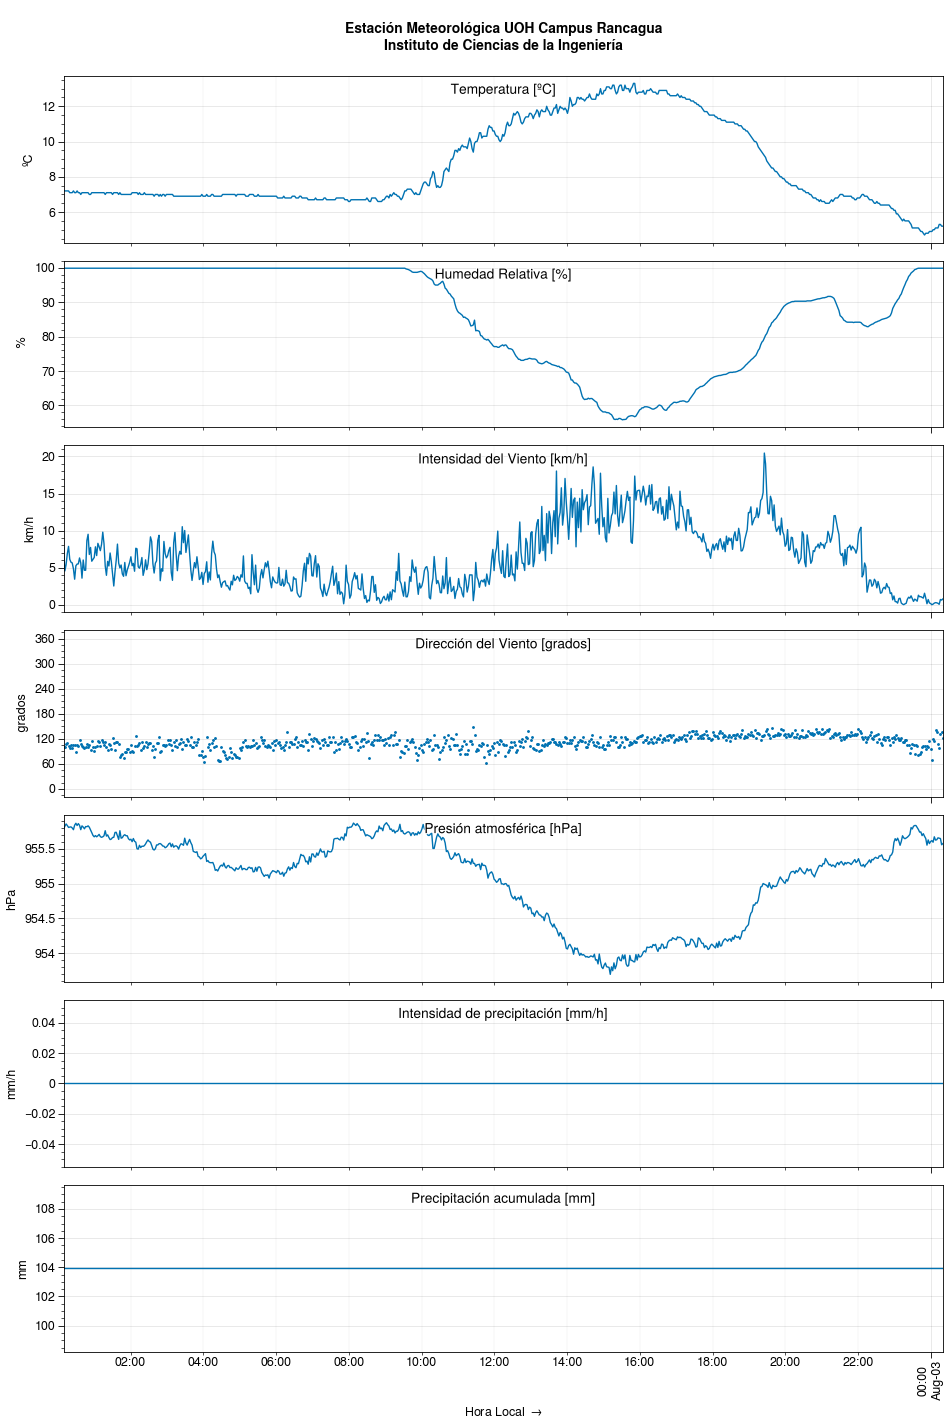 Estación Meteorológica UOH Campus Rancagua
Instituto de Ciencias de la Ingeniería
Temperatura [ºC]
12
10
8
6
ºC
Humedad Relativa [%]
100
90
80
70
60
%
Intensidad del Viento [km/h]
20
15
10
5
0
km/h
Dirección del Viento [grados]
360
300
240
180
120
60
0
grados
Presión atmosférica [hPa]
955.5
955
954.5
954
hPa
Intensidad de precipitación [mm/h]
0.04
0.02
0
−0.02
−0.04
mm/h
Precipitación acumulada [mm]
108
106
104
102
100
mm
02:00 04:00 06:00 08:00 10:00 12:00 14:00 16:00 18:00 20:00 22:00 00:00
Aug-03
Hora Local →